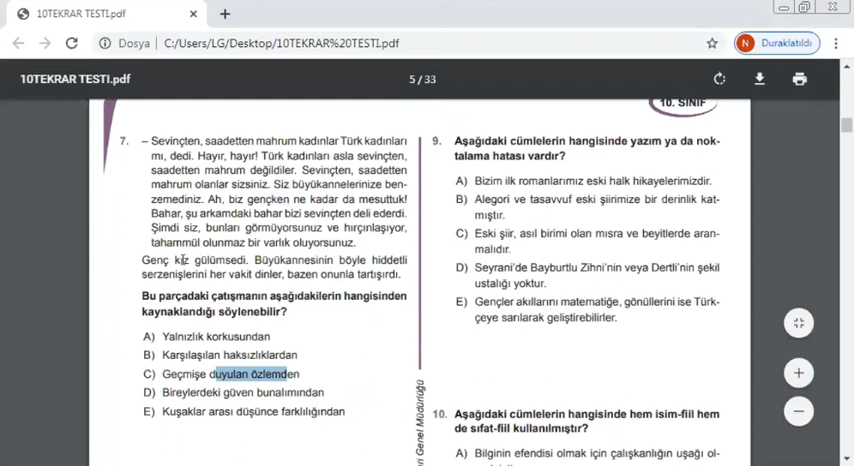 10TEKRAR TESTI.pdf
Dosya | C:/Users/LG/Desktop/10TEKRAR%20TESTI.pdf
N Duraklatıldı
10TEKRAR TESTI.pdf
5 / 33
10. SINIF
7. – Sevinçten, saadetten mahrum kadınlar Türk kadınları
mı, dedi. Hayır, hayır! Türk kadınları asla sevinçten,
saadetten mahrum değildiler. Sevinçten, saadetten
mahrum olanlar sizsiniz. Siz büyükannelerinize ben-
zemediniz. Ah, biz gençken ne kadar da mesuttuk!
Bahar, şu arkamdaki bahar bizi sevinçten deli ederdi.
Şimdi siz, bunları görmüyorsunuz ve hırçınlaşıyor,
tahammül olunmaz bir varlık oluyorsunuz.
Genç kız gülümsedi. Büyükannesinin böyle hiddetli
serzenişlerini her vakit dinler, bazen onunla tartışırdı.
Bu parçadaki çatışmanın aşağıdakilerin hangisinden
kaynaklandığı söylenebilir?
A) Yalnızlık korkusundan
B) Karşılaşılan haksızlıklardan
C) Geçmişe duyulan özlemden
D) Bireylerdeki güven bunalımından
E) Kuşaklar arası düşünce farklılığından
ri Genel Müdürlüğü
9. Aşağıdaki cümlelerin hangisinde yazım ya da nok-
talama hatası vardır?
A) Bizim ilk romanlarımız eski halk hikayelerimizdir.
B) Alegori ve tasavvuf eski şiirimize bir derinlik kat-
mıştır.
C) Eski şiir, asıl birimi olan mısra ve beyitlerde aran-
malıdır.
D) Seyrani'de Bayburtlu Zihni'nin veya Dertli'nin şekil
ustalığı yoktur.
E) Gençler akıllarını matematiğe, gönüllerini ise Türk-
çeye sarılarak geliştirebilirler.
10. Aşağıdaki cümlelerin hangisinde hem isim-fiil hem
de sıfat-fiil kullanılmıştır?
A) Bilginin efendisi olmak için çalışkanlığın uşağı ol-